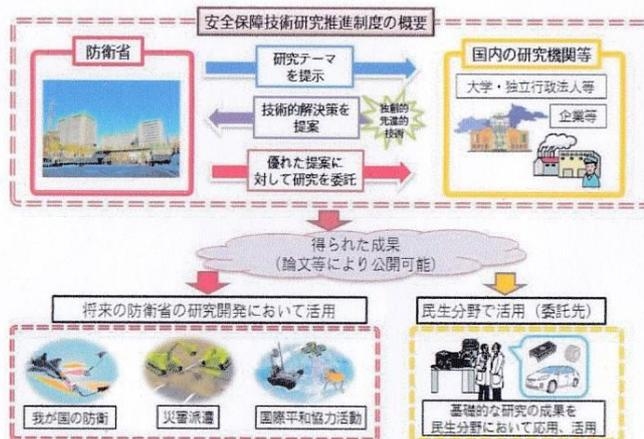 安全保障技術研究推進制度の概要
防衛省
研究テーマ
を提示
技術的解決策を
提案
独創的
先進的
技術
優れた提案に
対して研究を委託
国内の研究機関等
大学・独立行政法人等
企業等
得られた成果
(論文等により公開可能)
将来の防衛省の研究開発において活用
我が国の防衛
災害派遣
国際平和協力活動
民生分野で活用(委託先)
基礎的な研究の成果を
民生分野において応用、活用